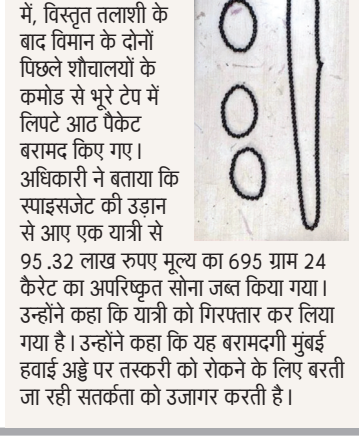 में, विस्तृत तलाशी के
बाद विमान के दोनों
पिछले शौचालयों के
कमोड से भूरे टेप में
लिपटे आठ पैकेट
बरामद किए गए।
अधिकारी ने बताया कि
स्पाइसजेट की उड़ान
से आए एक यात्री से
95.32 लाख रुपए मूल्य का 695 ग्राम 24
कैरेट का अपरिष्कृत सोना जब्त किया गया।
उन्होंने कहा कि यात्री को गिरफ्तार कर लिया
गया है। उन्होंने कहा कि यह बरामदगी मुंबई
हवाई अड्डे पर तस्करी को रोकने के लिए बरती
जा रही सतर्कता को उजागर करती है।